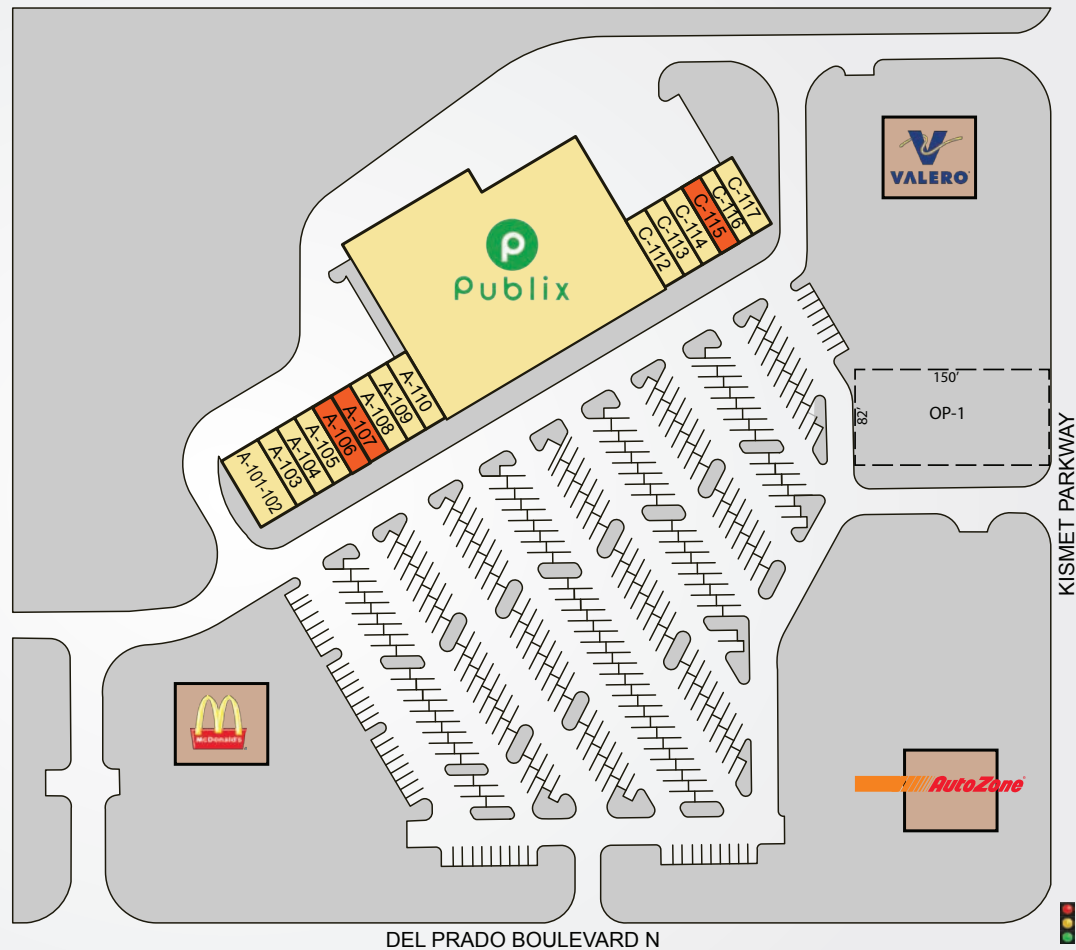 VALERO
Publix
C-112
C-113
C-114
C-115
C-116
C-117
A-101-102
A-103
A-104
A-105
A-106
A-107
A-108
A-109
A-110
150'
82'
OP-1
KISMET PARKWAY
McDonald's
AutoZone
DEL PRADO BOULEVARD N